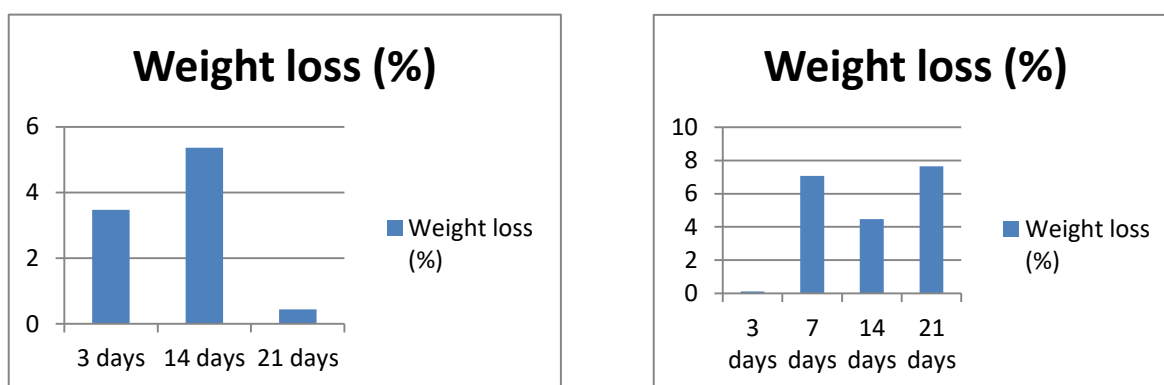 Weight loss (%)
6
4
2
0
3 days 14 days 21 days
Weight loss
(%)
Weight loss (%)
10
8
6
4
2
0
3 7 14 21
days days days days
Weight loss
(%)